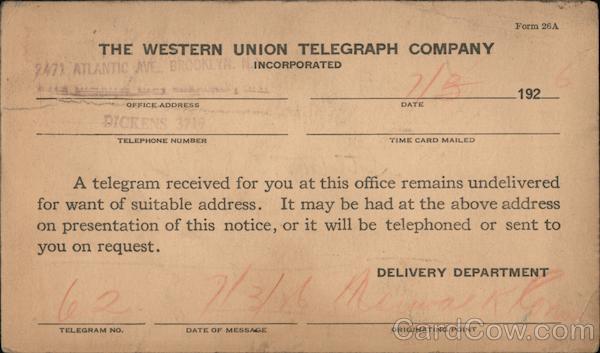 Form 26A
THE WESTERN UNION TELEGRAPH COMPANY
INCORPORATED
2471 ATLANTIC AVE. BROOKLYN. N.
7/3 1926
OFFICE ADDRESS DATE
DICKENS
TELEPHONE NUMBER TIME CARD MAILED
A telegram received for you at this office remains undelivered
for want of suitable address. It may be had at the above address
on presentation of this notice, or it will be telephoned or sent to
you on request.
DELIVERY DEPARTMENT
62 7/3/26
TELEGRAM NO. DATE OF MESSAGE ORIGINATING POINT
CardCow.com